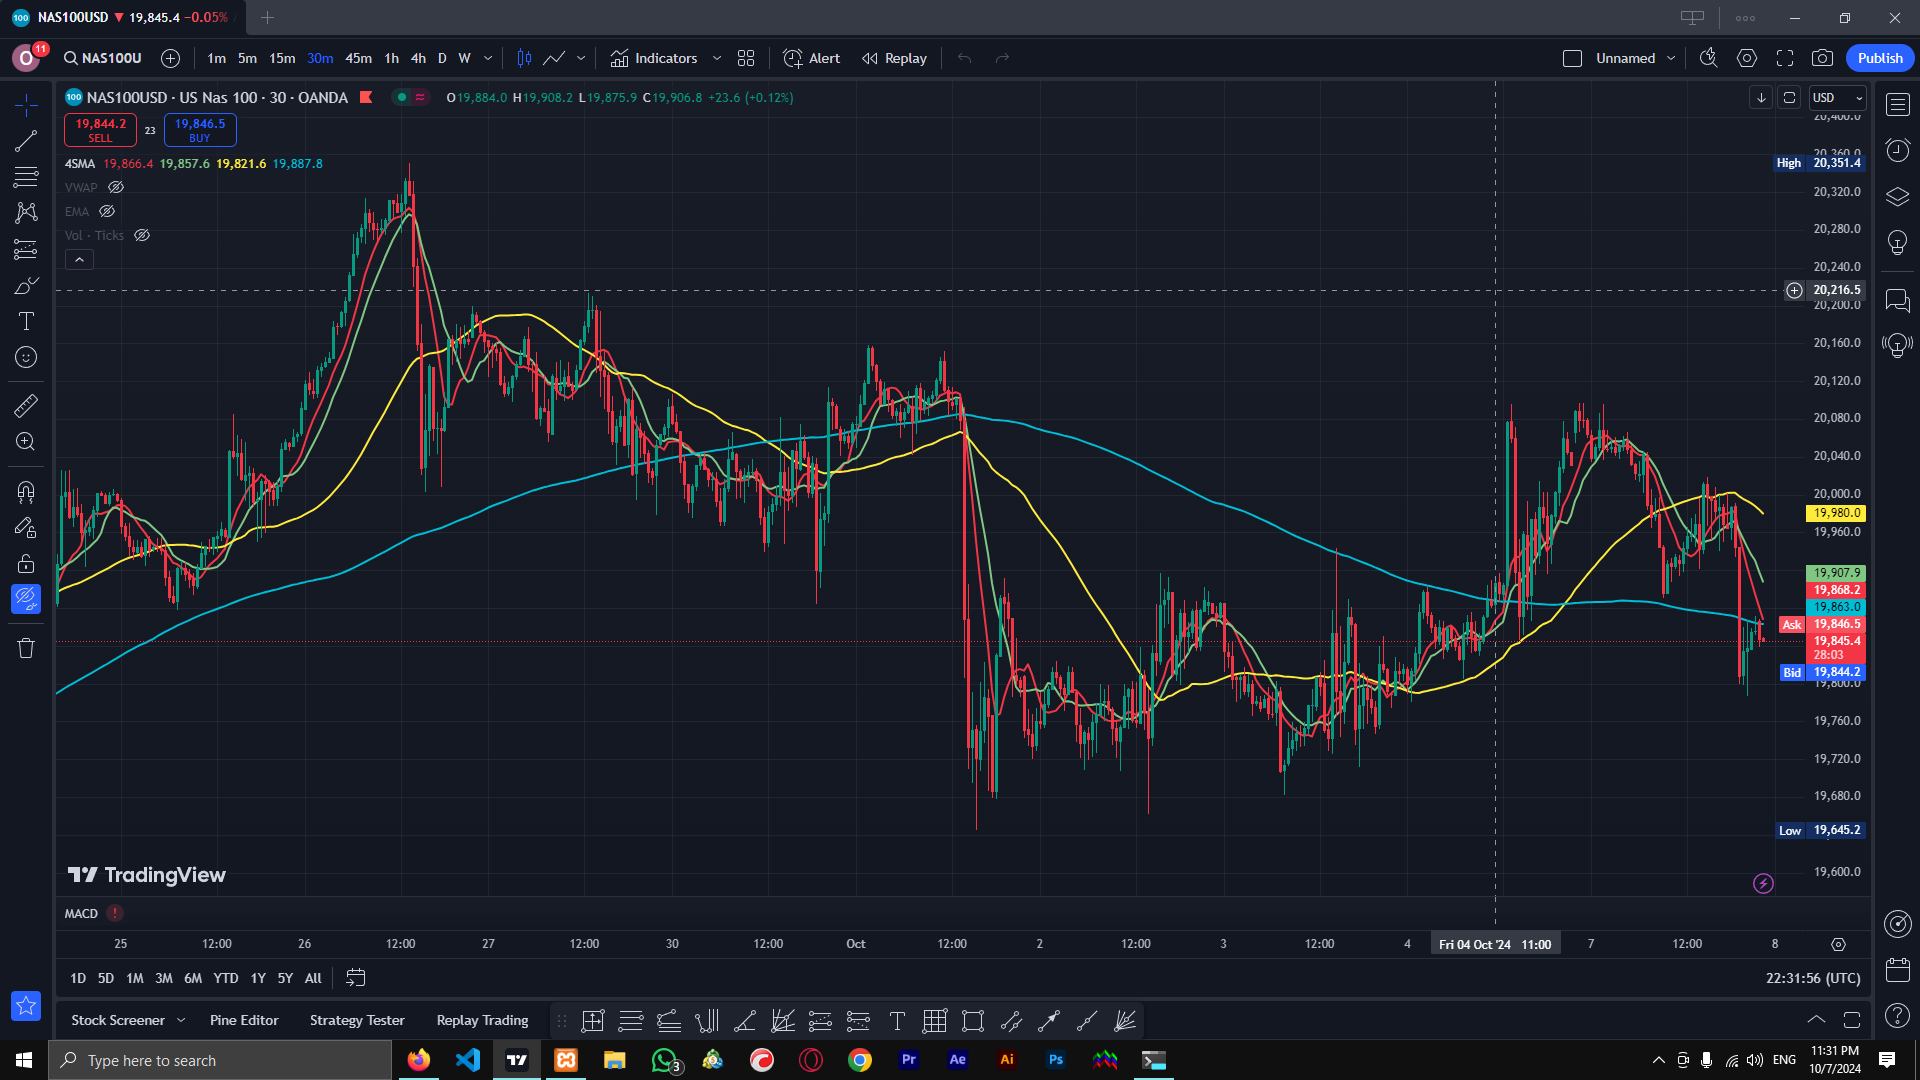 100 NAS100USD ▼ 19,845.4 −0.05%
O 11 NAS100U 1m 5m 15m 30m 45m 1h 4h D W Indicators Alert Replay Unnamed Publish
100 NAS100USD · US Nas 100 · 30 · OANDA O19,884.0 H19,908.2 L19,875.9 C19,906.8 +23.6 (+0.12%) USD
19,844.2 23 19,846.5
SELL BUY
4SMA 19,866.4 19,857.6 19,821.6 19,887.8
VWAP
EMA
Vol · Ticks
20,400.0
20,360.0
High 20,351.4
20,320.0
20,280.0
20,240.0
20,216.5
20,200.0
20,160.0
20,120.0
20,080.0
20,040.0
20,000.0
19,980.0
19,960.0
19,907.9
19,868.2
19,863.0
Ask 19,846.5
19,845.4
28:03
Bid 19,844.2
19,800.0
19,760.0
19,720.0
19,680.0
Low 19,645.2
19,600.0
TradingView
MACD !
25 12:00 26 12:00 27 12:00 30 12:00 Oct 12:00 2 12:00 3 12:00 4 Fri 04 Oct '24 11:00 7 12:00 8
1D 5D 1M 3M 6M YTD 1Y 5Y All 22:31:56 (UTC)
Stock Screener Pine Editor Strategy Tester Replay Trading
Type here to search 3 Pr Ae Ai Ps ENG 11:31 PM
10/7/2024